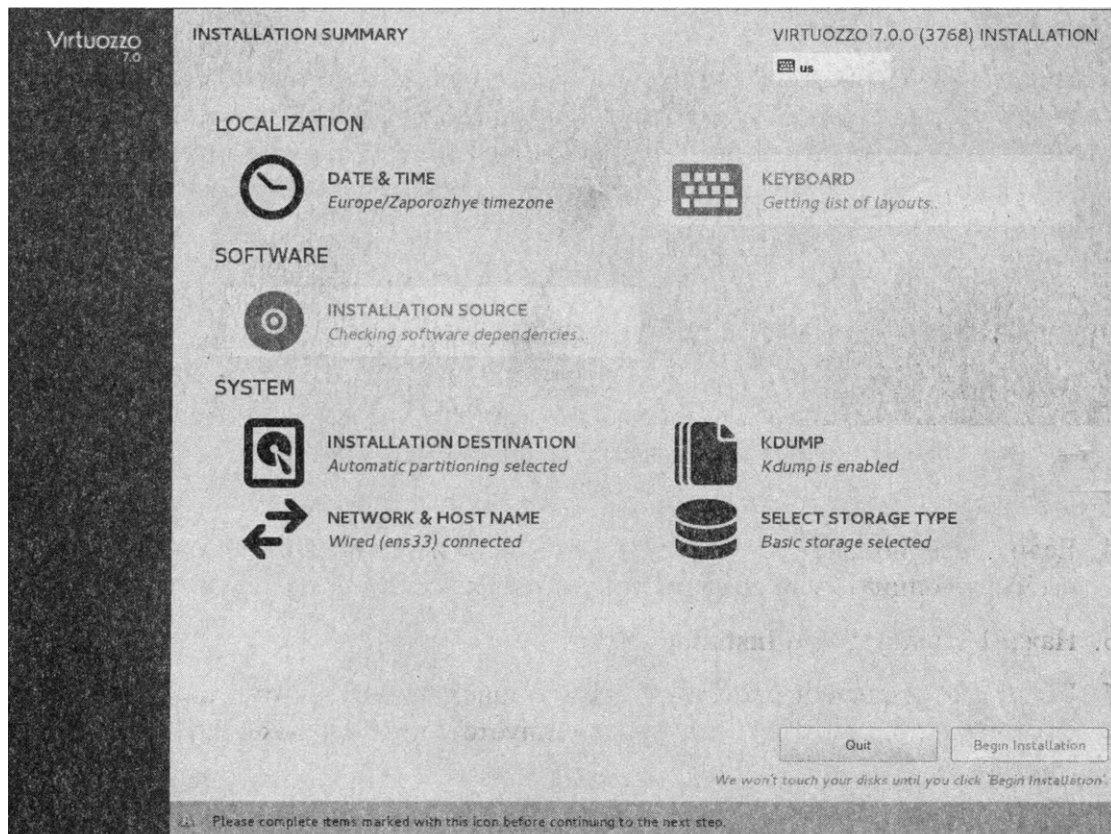 Virtuozzo
7.0
INSTALLATION SUMMARY
VIRTUOZZO 7.0.0 (3768) INSTALLATION
us
LOCALIZATION
DATE & TIME
Europe/Zaporozhye timezone
KEYBOARD
Getting list of layouts..
SOFTWARE
INSTALLATION SOURCE
Checking software dependencies..
SYSTEM
INSTALLATION DESTINATION
Automatic partitioning selected
KDUMP
Kdump is enabled
NETWORK & HOST NAME
Wired (ens33) connected
SELECT STORAGE TYPE
Basic storage selected
Quit
Begin Installation
We won't touch your disks until you click 'Begin Installation'.
Please complete items marked with this icon before continuing to the next step.